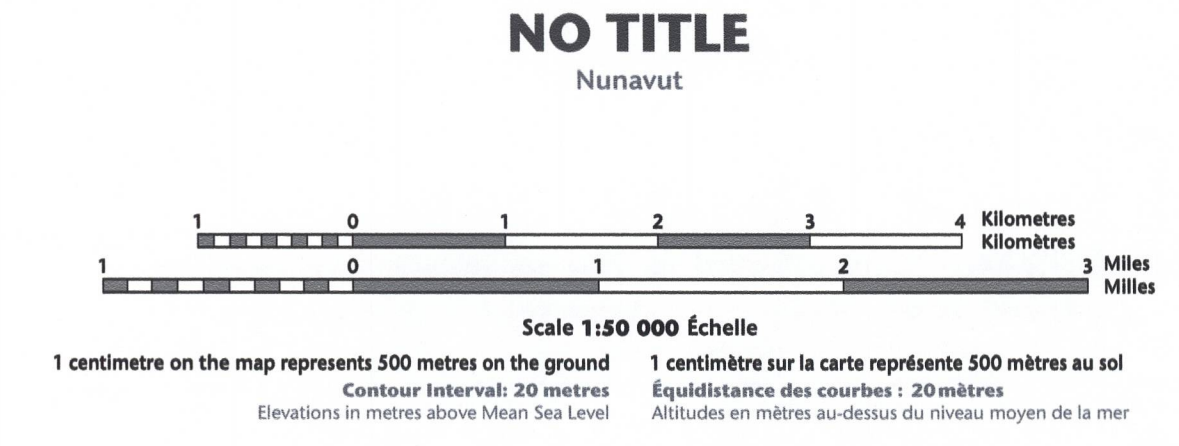 NO TITLE
Nunavut
1 0 1 2 3 4 Kilometres
Kilomètres
1 0 1 2 3 Miles
Milles
Scale 1:50 000 Échelle
1 centimetre on the map represents 500 metres on the ground
Contour Interval: 20 metres
Elevations in metres above Mean Sea Level
1 centimètre sur la carte représente 500 mètres au sol
Équidistance des courbes : 20 mètres
Altitudes en mètres au-dessus du niveau moyen de la mer